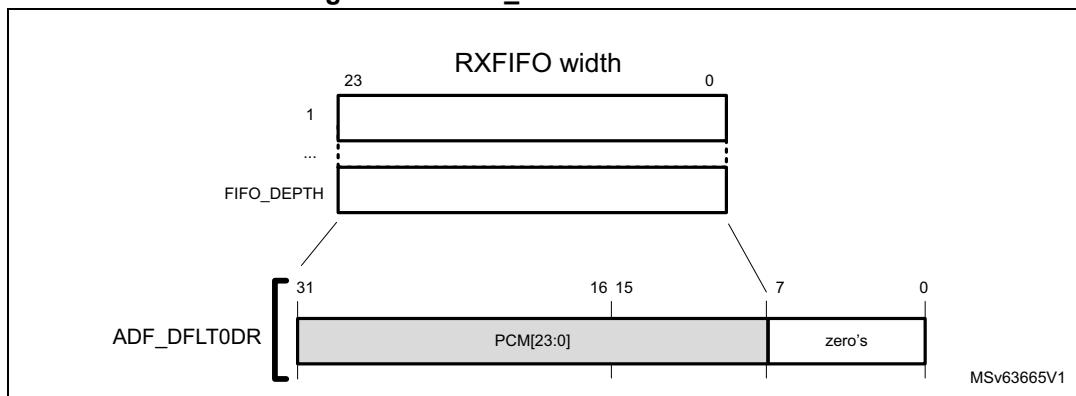 RXFIFO width
23 0
1
...
FIFO_DEPTH
31 16 15 7 0
ADF_DFLT0DR
PCM[23:0] zero's
MSv63665V1